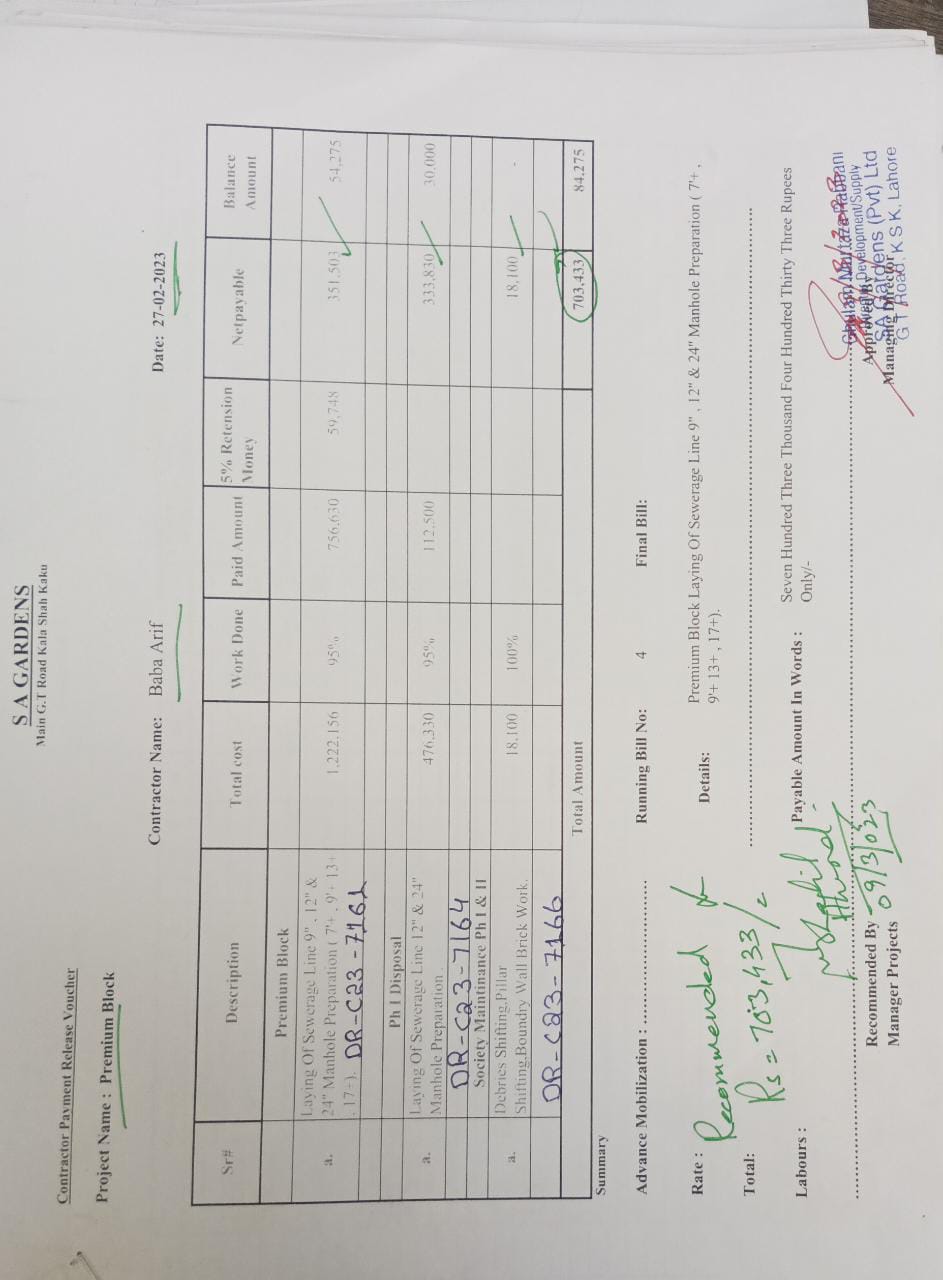 S A GARDENS
Main G.T Road Kala Shah Kaku
Contractor Payment Release Voucher
Project Name : Premium Block
Contractor Name: Baba Arif Date: 27-02-2023
Sr# Description Total cost Work Done Paid Amount 5% Retension Money Netpayable Balance Amount
Premium Block
a. Laying Of Sewerage Line 9" , 12" & 1,222,156 95% 756,630 59,748 351,503 54,275
24" Manhole Preparation ( 7'+ , 9'+ 13+
, 17+). DR-C23-7162
Ph I Disposal
a. Laying Of Sewerage Line 12" & 24" 476,330 95% 112,500 333,830 30,000
Manhole Preparation .
DR-C23-7164
Society Maintinance Ph I & II
a. Debries Shifting,Pillar 18,100 100% 18,100 -
Shifting,Boundry Wall Brick Work.
DR-C23-7166
Total Amount 703,433 84,275
Summary
Advance Mobilization : Running Bill No: 4 Final Bill:
Rate : Recommended Details: Premium Block Laying Of Sewerage Line 9" , 12" & 24" Manhole Preparation ( 7'+ ,
9'+ 13+ , 17+).
Total: Rs = 703,433/=
Labours : Payable Amount In Words : Seven Hundred Three Thousand Four Hundred Thirty Three Rupees
Only/-
Recommended By 09/3/023
Manager Projects
Approved By
Managing Director
Development/Supply
SA Gardens (Pvt) Ltd
G T Road, K S K, Lahore